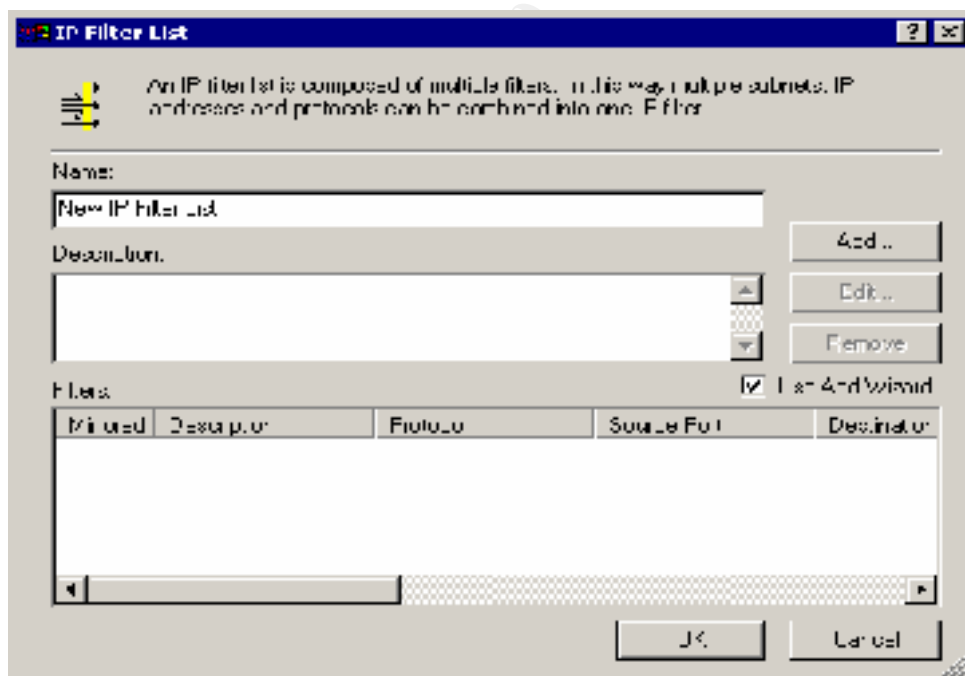 IP Filter List
An IP filter list is composed of multiple filters. In this way multiple subnets, IP
addresses and protocols can be combined into one IP filter.
Name:
New IP Filter List
Add...
Description:
Edit...
Remove
Filters:
Use Add Wizard
Mirrored Description Protocol Source Port Destination
OK Cancel